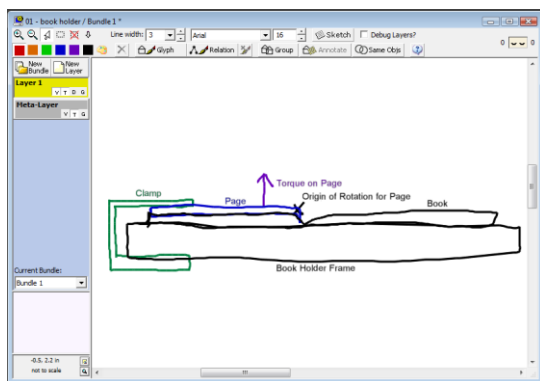 01 - book holder / Bundle 1 *
Line width: 3 Arial 16 Sketch Debug Layers?
Glyph Relation Group Annotate Same Objs
0 0
New Bundle New Layer
Layer 1
V T D G
Meta-Layer
V T G
Clamp
Page
Torque on Page
Origin of Rotation for Page
Book
Book Holder Frame
Current Bundle:
Bundle 1
-0.5, 2.2 in
not to scale